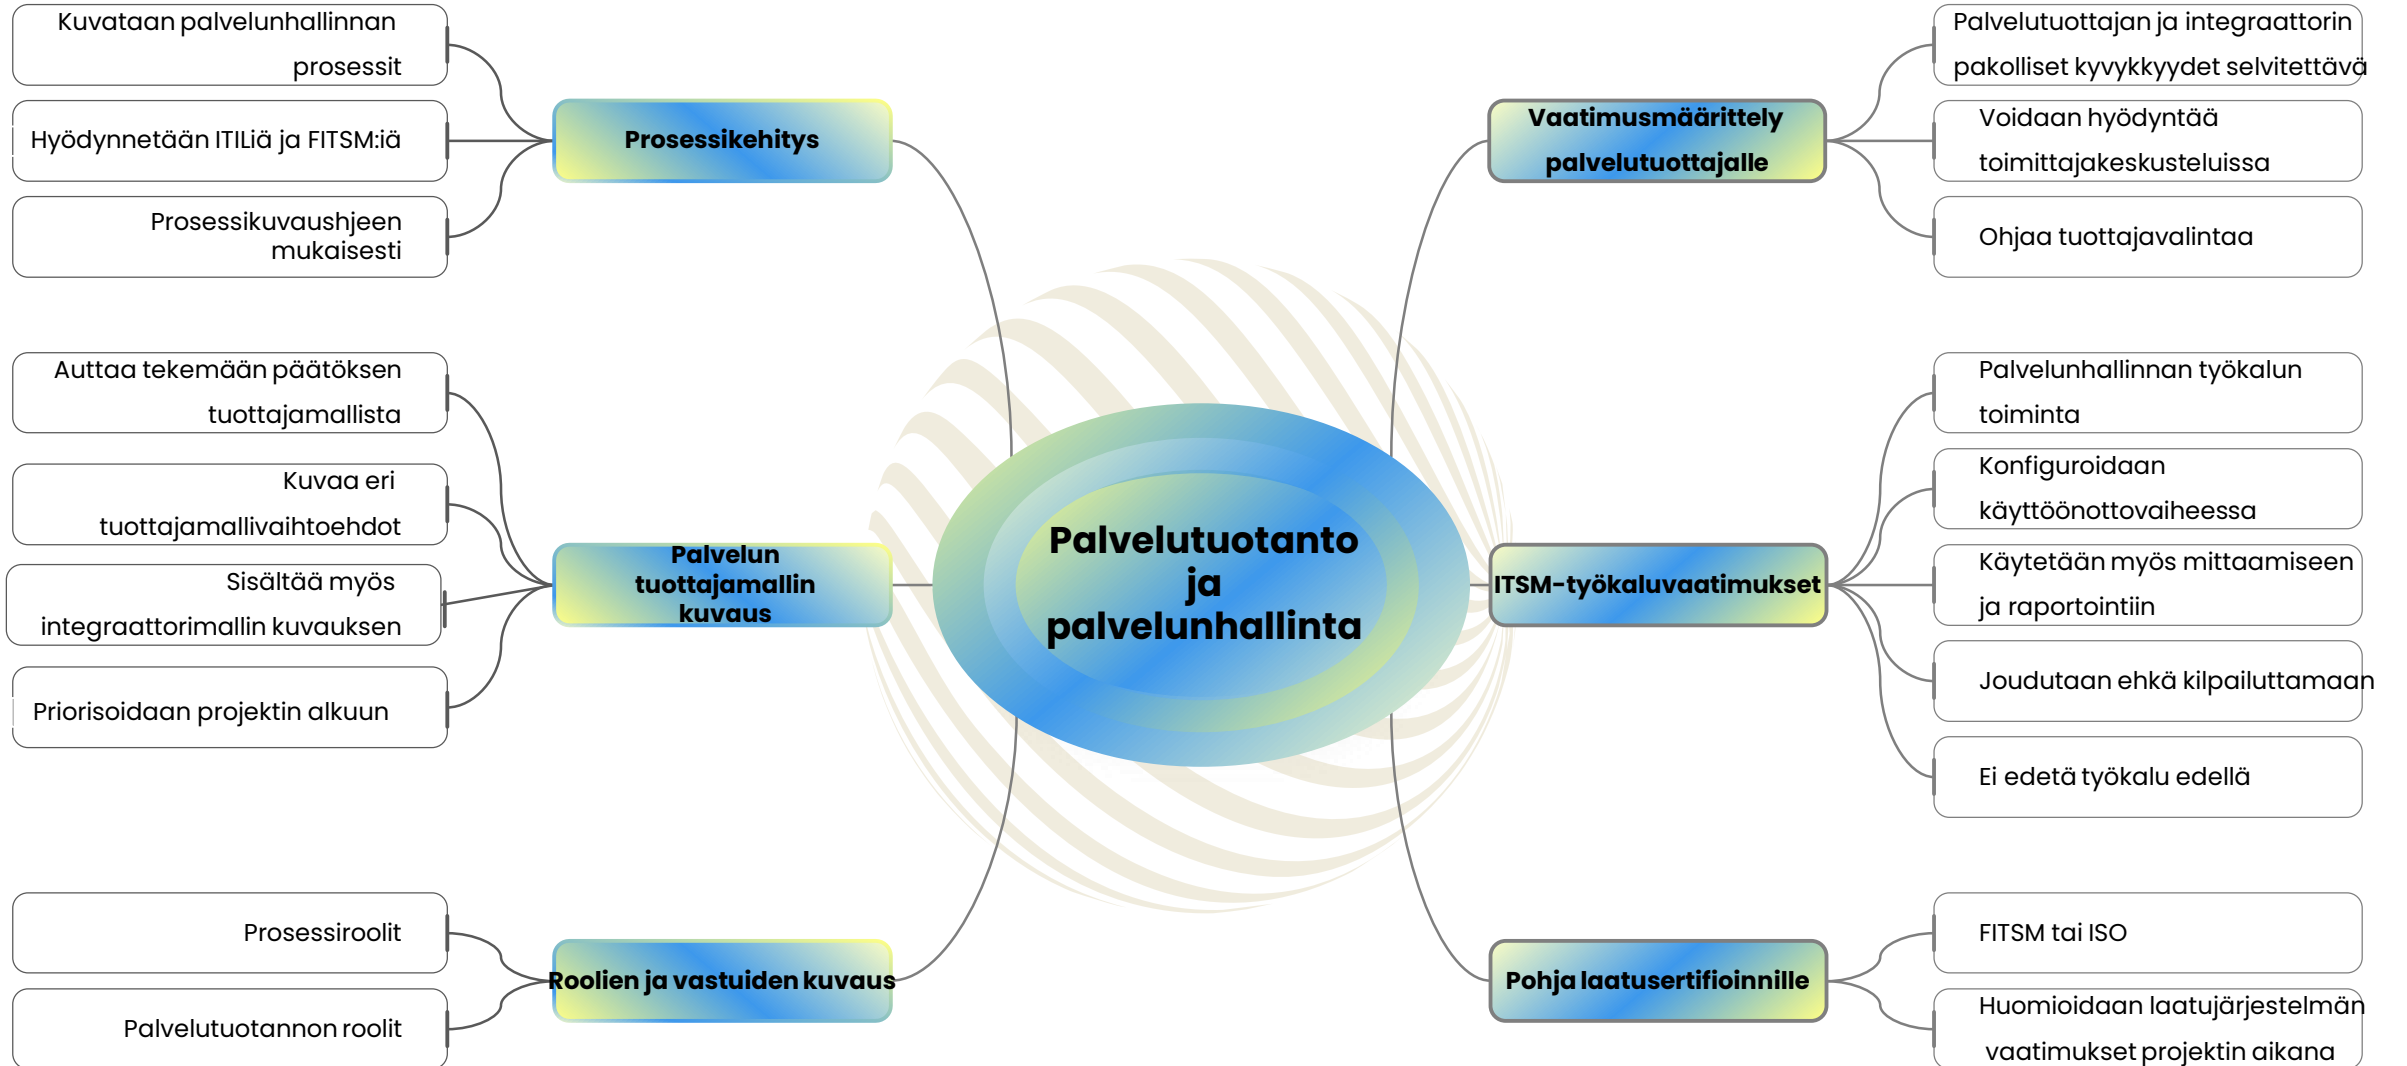 Kuvataan palvelunhallinnan
prosessit
Hyödynnetään ITILiä ja FITSM:iä
Prosessikuvaushjeen
mukaisesti
Prosessikehitys
Auttaa tekemään päätöksen
tuottajamallista
Kuvaa eri
tuottajamallivaihtoehdot
Sisältää myös
integraattorimallin kuvauksen
Priorisoidaan projektin alkuun
Palvelun
tuottajamallin
kuvaus
Prosessiroolit
Palvelutuotannon roolit
Roolien ja vastuiden kuvaus
Palvelutuotanto
ja
palvelunhallinta
Vaatimusmäärittely
palvelutuottajalle
Palvelutuottajan ja integraattorin
pakolliset kyvykkyydet selvitettävä
Voidaan hyödyntää
toimittajakeskusteluissa
Ohjaa tuottajavalintaa
ITSM-työkaluvaatimukset
Palvelunhallinnan työkalun
toiminta
Konfiguroidaan
käyttöönottovaiheessa
Käytetään myös mittaamiseen
ja raportointiin
Joudutaan ehkä kilpailuttamaan
Ei edetä työkalu edellä
Pohja laatusertifioinnille
FITSM tai ISO
Huomioidaan laatujärjestelmän
vaatimukset projektin aikana